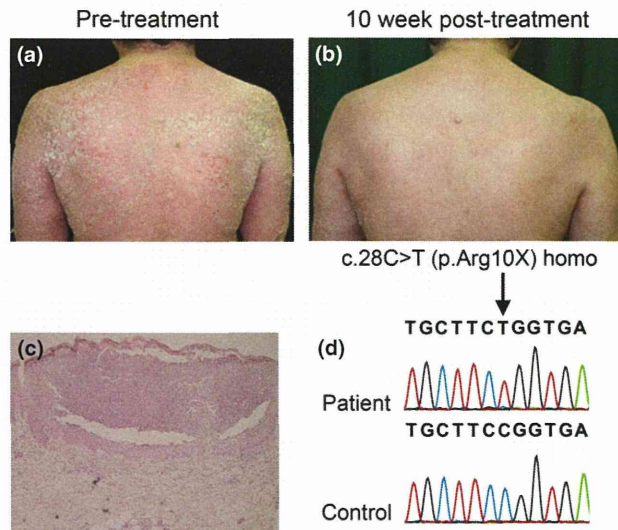 Pre-treatment
10 week post-treatment
(a)
(b)
c.28C>T (p.Arg10X) homo
(c)
(d)
TGCTTCTGGTGA
Patient
TGCTTCCGGTGA
Control